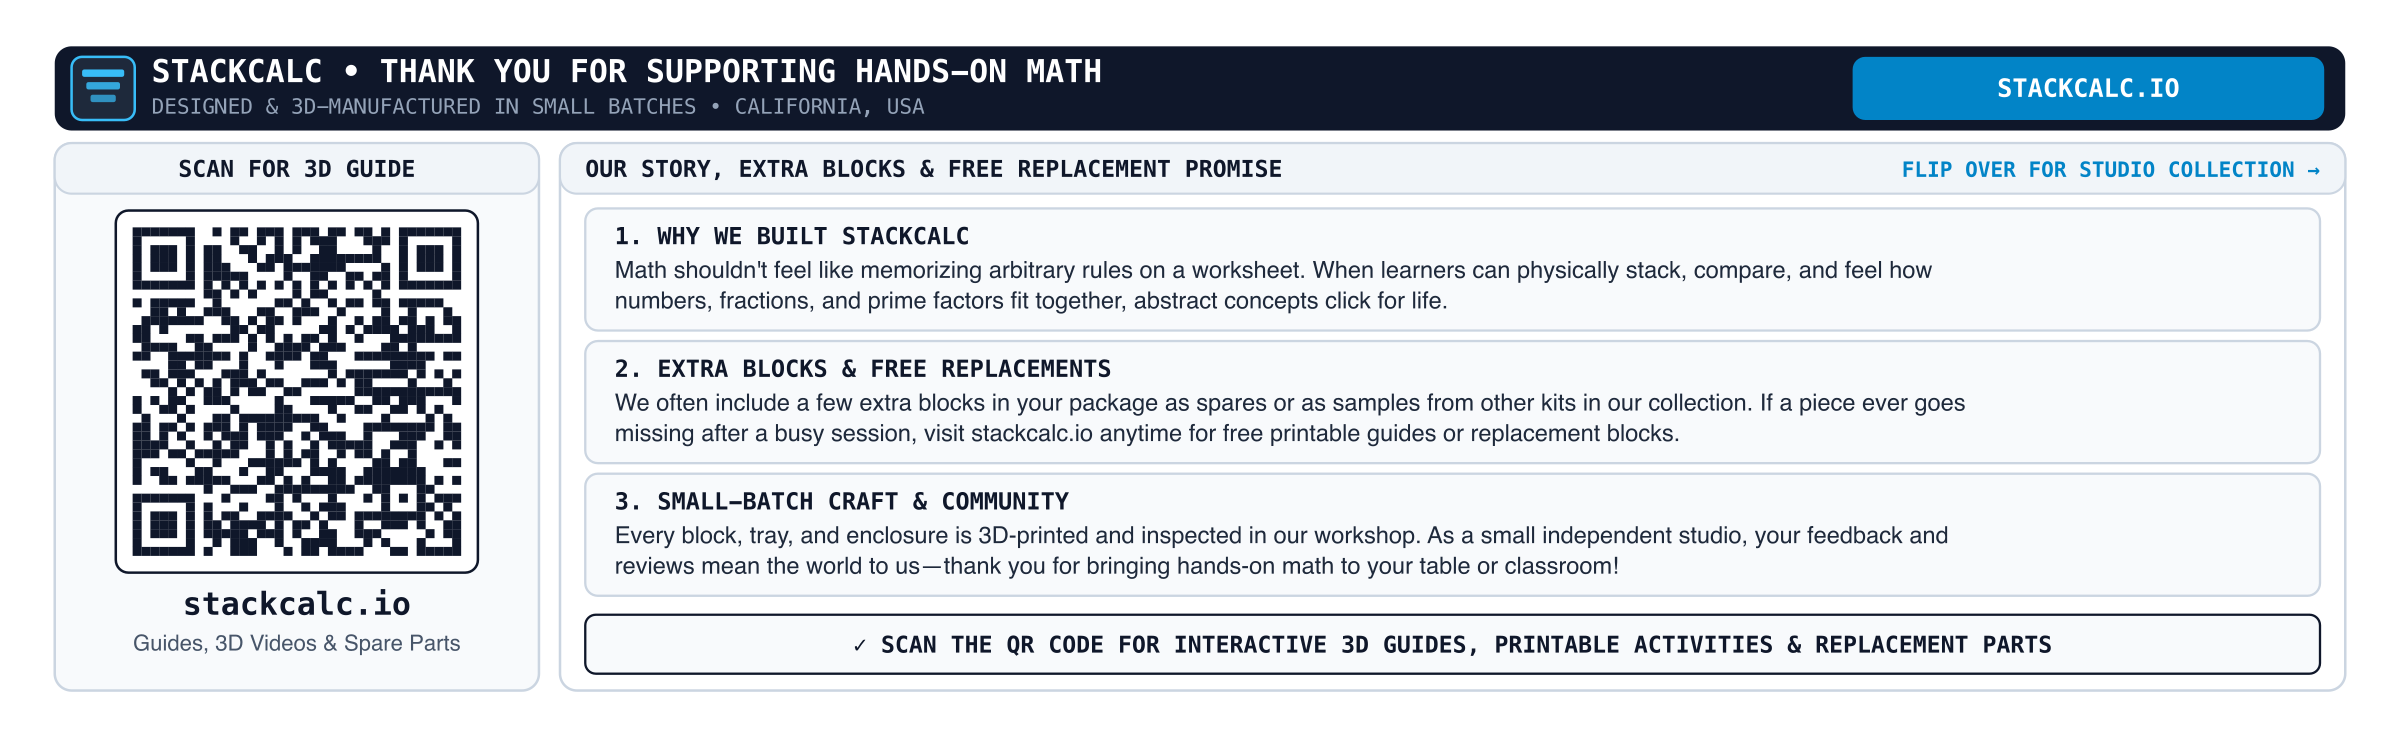 STACKCALC • THANK YOU FOR SUPPORTING HANDS–ON MATH
DESIGNED & 3D–MANUFACTURED IN SMALL BATCHES • CALIFORNIA, USA
STACKCALC.IO
SCAN FOR 3D GUIDE
stackcalc.io
Guides, 3D Videos & Spare Parts
OUR STORY, EXTRA BLOCKS & FREE REPLACEMENT PROMISE
FLIP OVER FOR STUDIO COLLECTION →
1. WHY WE BUILT STACKCALC
Math shouldn't feel like memorizing arbitrary rules on a worksheet. When learners can physically stack, compare, and feel how
numbers, fractions, and prime factors fit together, abstract concepts click for life.
2. EXTRA BLOCKS & FREE REPLACEMENTS
We often include a few extra blocks in your package as spares or as samples from other kits in our collection. If a piece ever goes
missing after a busy session, visit stackcalc.io anytime for free printable guides or replacement blocks.
3. SMALL–BATCH CRAFT & COMMUNITY
Every block, tray, and enclosure is 3D-printed and inspected in our workshop. As a small independent studio, your feedback and
reviews mean the world to us—thank you for bringing hands-on math to your table or classroom!
✓ SCAN THE QR CODE FOR INTERACTIVE 3D GUIDES, PRINTABLE ACTIVITIES & REPLACEMENT PARTS